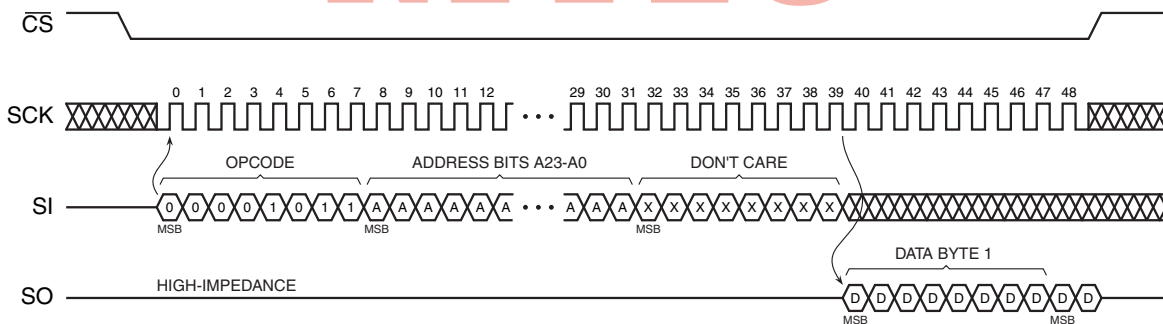 CS
SCK
0 1 2 3 4 5 6 7 8 9 10 11 12 29 30 31 32 33 34 35 36 37 38 39 40 41 42 43 44 45 46 47 48
OPCODE ADDRESS BITS A23-A0 DON'T CARE
SI 0 0 0 0 1 0 1 1 A A A A A A A A A X X X X X X X X
MSB MSB MSB
DATA BYTE 1
SO HIGH-IMPEDANCE D D D D D D D D D D
MSB MSB